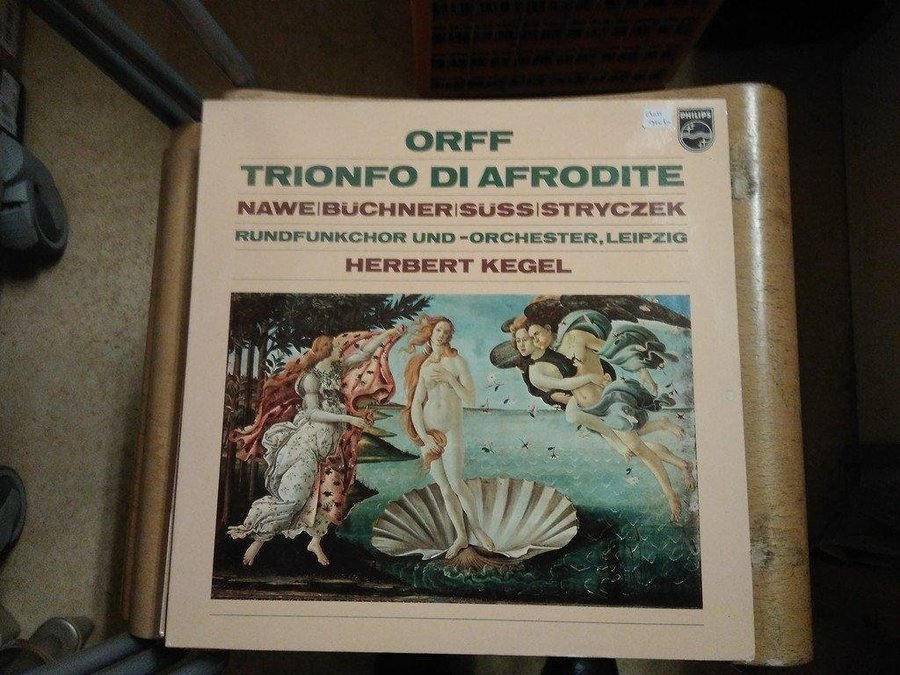 ORFF
PHILIPS
TRIONFO DI AFRODITE
NAWE|BÜCHNER|SÜSS|STRYCZEK
RUNDFUNKCHOR UND -ORCHESTER, LEIPZIG
HERBERT KEGEL